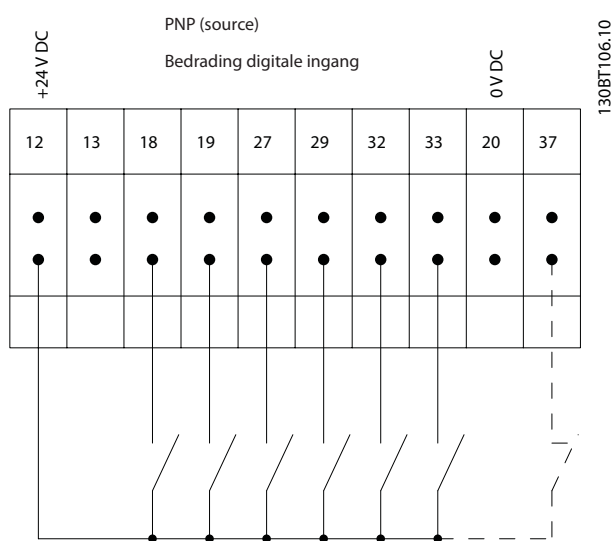 PNP (source)
Bedrading digitale ingang
+24 V DC
0 V DC
130BT106.10
12 13 18 19 27 29 32 33 20 37